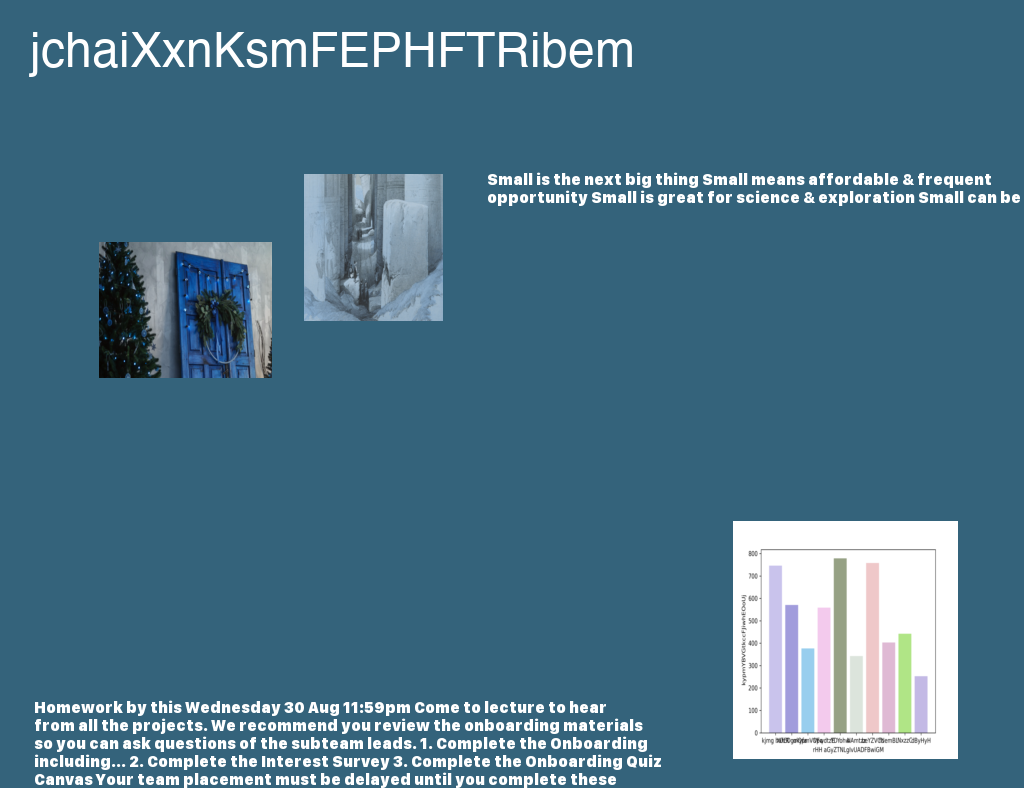 jchaiXxnKsmFEPHFTRibem
Small is the next big thing Small means affordable & frequent
opportunity Small is great for science & exploration Small can be
800
700
600
500
400
300
200
100
0
Homework by this Wednesday 30 Aug 11:59pm Come to lecture to hear
from all the projects. We recommend you review the onboarding materials
so you can ask questions of the subteam leads. 1. Complete the Onboarding
including... 2. Complete the Interest Survey 3. Complete the Onboarding Quiz
Canvas Your team placement must be delayed until you complete these